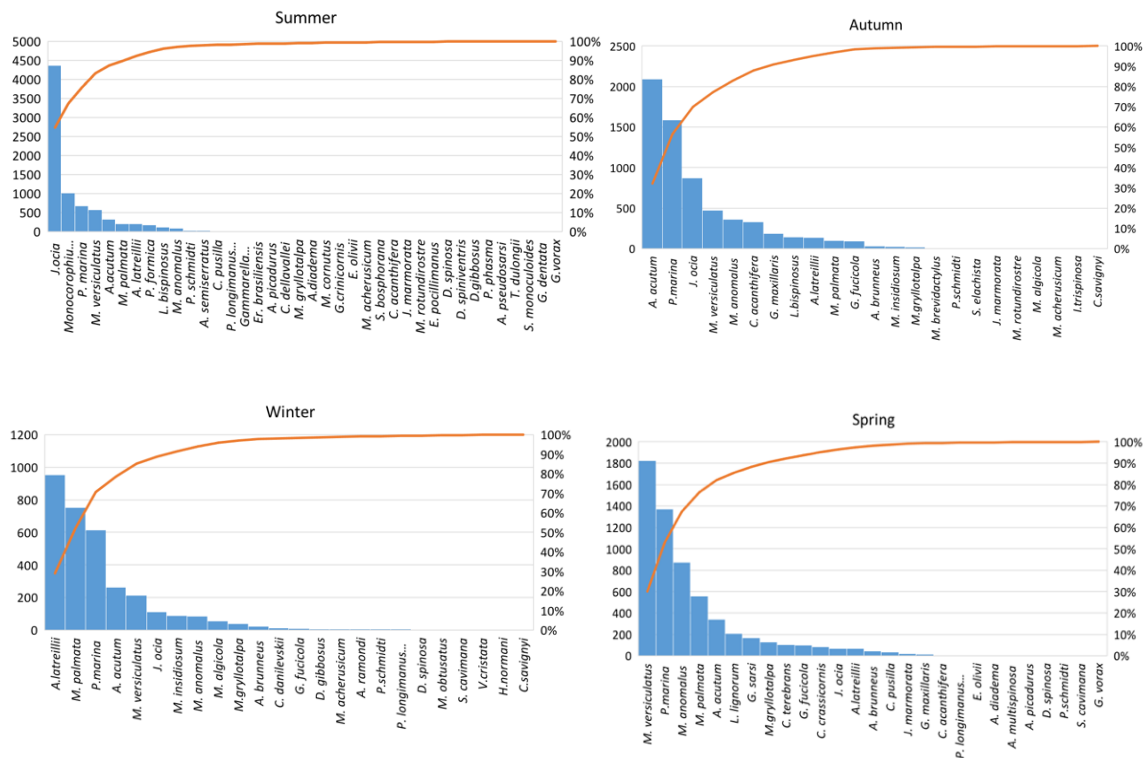 Summer
5000
4500
4000
3500
3000
2500
2000
1500
1000
500
0
100%
90%
80%
70%
60%
50%
40%
30%
20%
10%
0%
J.ocia
Monocorophiu...
P. marina
M. versiculatus
A.acutum
M. palmata
A. latreillii
P. formica
L. bispinosus
M. anomalus
P. schmidti
A. semiserratus
C. pusilla
P. longimanus...
Gammarella...
Er. brasiliensis
A. picadurus
C. dellavallei
M. gryllotalpa
A.diadema
M. cornutus
G.crinicornis
E. olivii
M. acherusicum
S. bosphorana
C. acanthifera
J. marmarata
M. rotundirostre
E. pocillimanus
D. spinosa
D. spiniventris
D.gibbosus
P. phasma
A. pseudosarsi
T. dulongii
S. monoculoides
G. dentata
G.vorax
Autumn
2500
2000
1500
1000
500
0
100%
90%
80%
70%
60%
50%
40%
30%
20%
10%
0%
A. acutum
P.marina
J. ocia
M. versiculatus
M. anomalus
C. acanthifera
G. maxillaris
L.bispinosus
A.latreillii
M. palmata
G. fucicola
A. brunneus
M. insidiosum
M.gryllotalpa
M. brevidactylus
P.schmidti
S. elachista
J. marmarata
M. rotundirostre
M. algicola
M. acherusicum
I.trispinosa
C.savignyi
Winter
1200
1000
800
600
400
200
0
100%
90%
80%
70%
60%
50%
40%
30%
20%
10%
0%
A.latreillii
M. palmata
P.marina
A. acutum
M. versiculatus
J. ocia
M. insidiosum
M. anomalus
M. algicola
M.gryllotalpa
A. brunneus
C. danilevskii
G. fucicola
D. gibbosus
M. acherusicum
A. ramondi
P.schmidti
P. longimanus...
D. spinosa
M. obtusatus
S. cavimana
V.cristata
H.normani
C.savignyi
Spring
2000
1800
1600
1400
1200
1000
800
600
400
200
0
100%
90%
80%
70%
60%
50%
40%
30%
20%
10%
0%
M. versiculatus
P.marina
M. anomalus
M. palmata
A. acutum
L. lignorum
G. sarsi
M.gryllotalpa
C. terebrans
G. fucicola
C. crassicornis
J. ocia
A.latreillii
A. brunneus
C. pusilla
J. marmorata
G. maxillaris
C. acanthifera
P. longimanus...
E. olivii
A. diadema
A. multispinosa
A. picadurus
D. spinosa
P.schmidti
S. cavimana
G. vorax